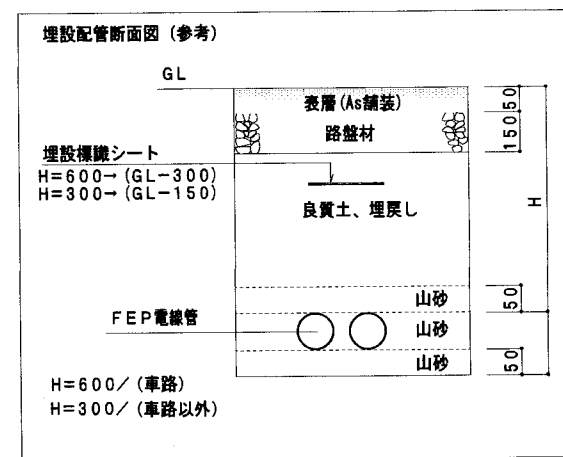 埋設配管断面図 (参考)
GL
表層(As舗装)
路盤材
50
150
埋設標識シート
H=600→(GL-300)
H=300→(GL-150)
良質土、埋戻し
H
山砂
50
FEP電線管
山砂
山砂
50
H=600/(車路)
H=300/(車路以外)